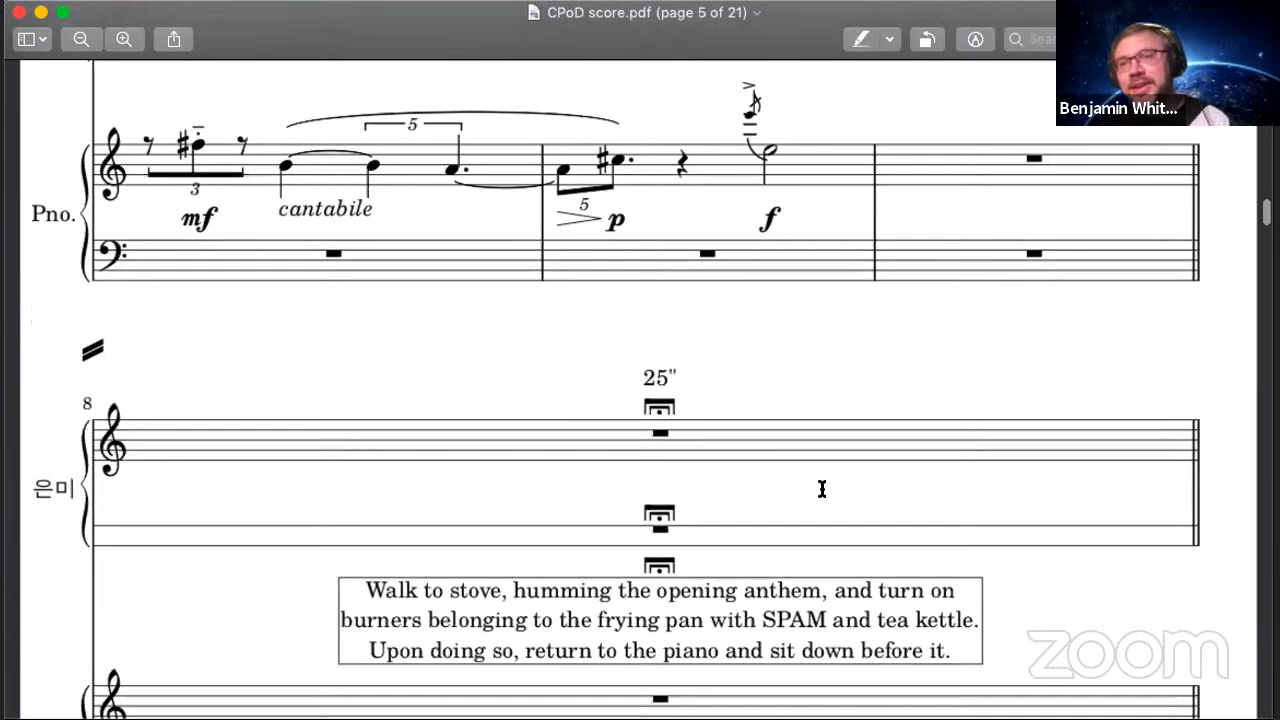 CPoD score.pdf (page 5 of 21)
Sea
Benjamin Whit...
5
3
Pno.
mf
cantabile
5
p
f
25"
8
은미
Walk to stove, humming the opening anthem, and turn on
burners belonging to the frying pan with SPAM and tea kettle.
Upon doing so, return to the piano and sit down before it.
zoom